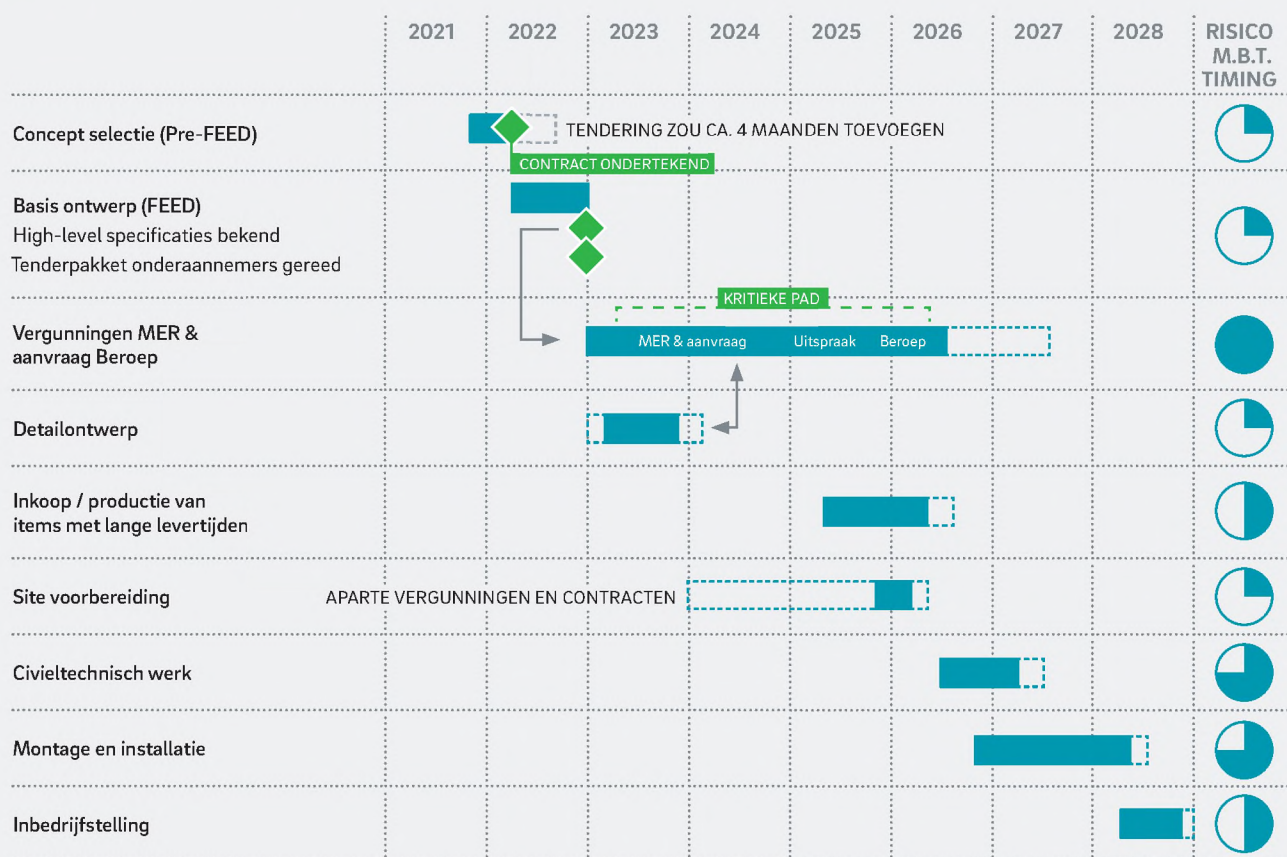 2021 2022 2023 2024 2025 2026 2027 2028 RISICO
M.B.T.
TIMING
Concept selectie (Pre-FEED)
TENDERING ZOU CA. 4 MAANDEN TOEVOEGEN
CONTRACT ONDERTEKEND
Basis ontwerp (FEED)
High-level specificaties bekend
Tenderpakket onderaannemers gereed
KRITIEKE PAD
Vergunningen MER &
aanvraag Beroep
MER & aanvraag Uitspraak Beroep
Detailontwerp
Inkoop / productie van
items met lange levertijden
Site voorbereiding
APARTE VERGUNNINGEN EN CONTRACTEN
Civieltechnisch werk
Montage en installatie
Inbedrijfstelling